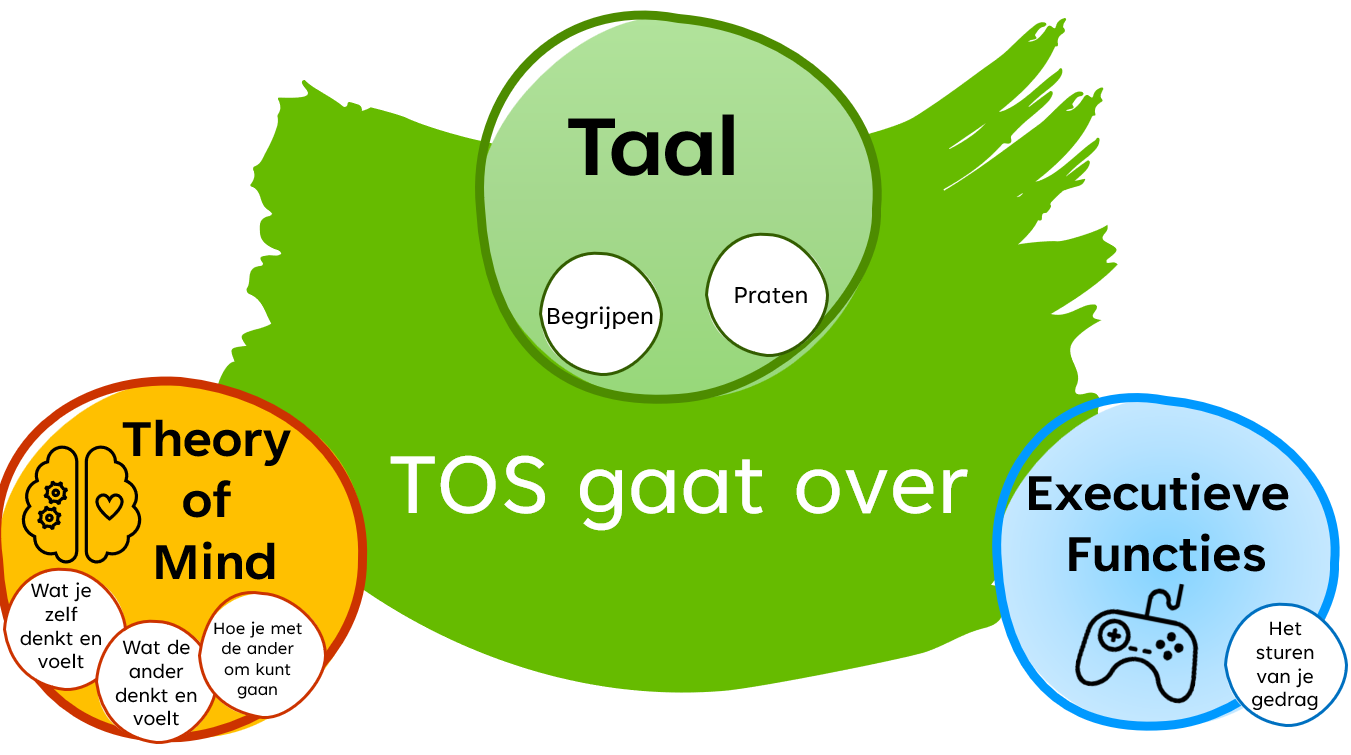 Taal
Begrijpen
Praten
TOS gaat over
Theory
of
Mind
Wat je
zelf
denkt en
voelt
Wat de
ander
denkt en
voelt
Hoe je met
de ander
om kunt
gaan
Executieve
Functies
Het
sturen
van je
gedrag